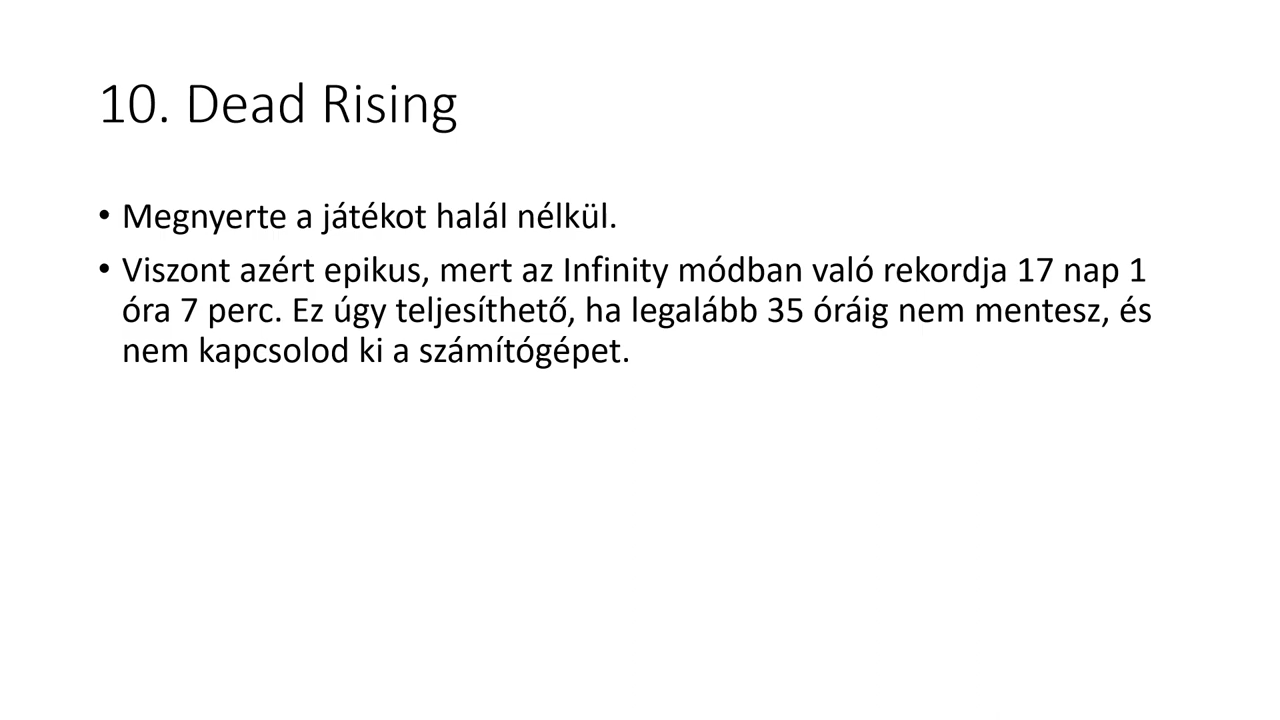 10. Dead Rising
• Megnyerte a játékot halál nélkül.
• Viszont azért epikus, mert az Infinity módban való rekordja 17 nap 1
óra 7 perc. Ez úgy teljesíthető, ha legalább 35 óráig nem mentesz, és
nem kapcsolod ki a számítógépet.